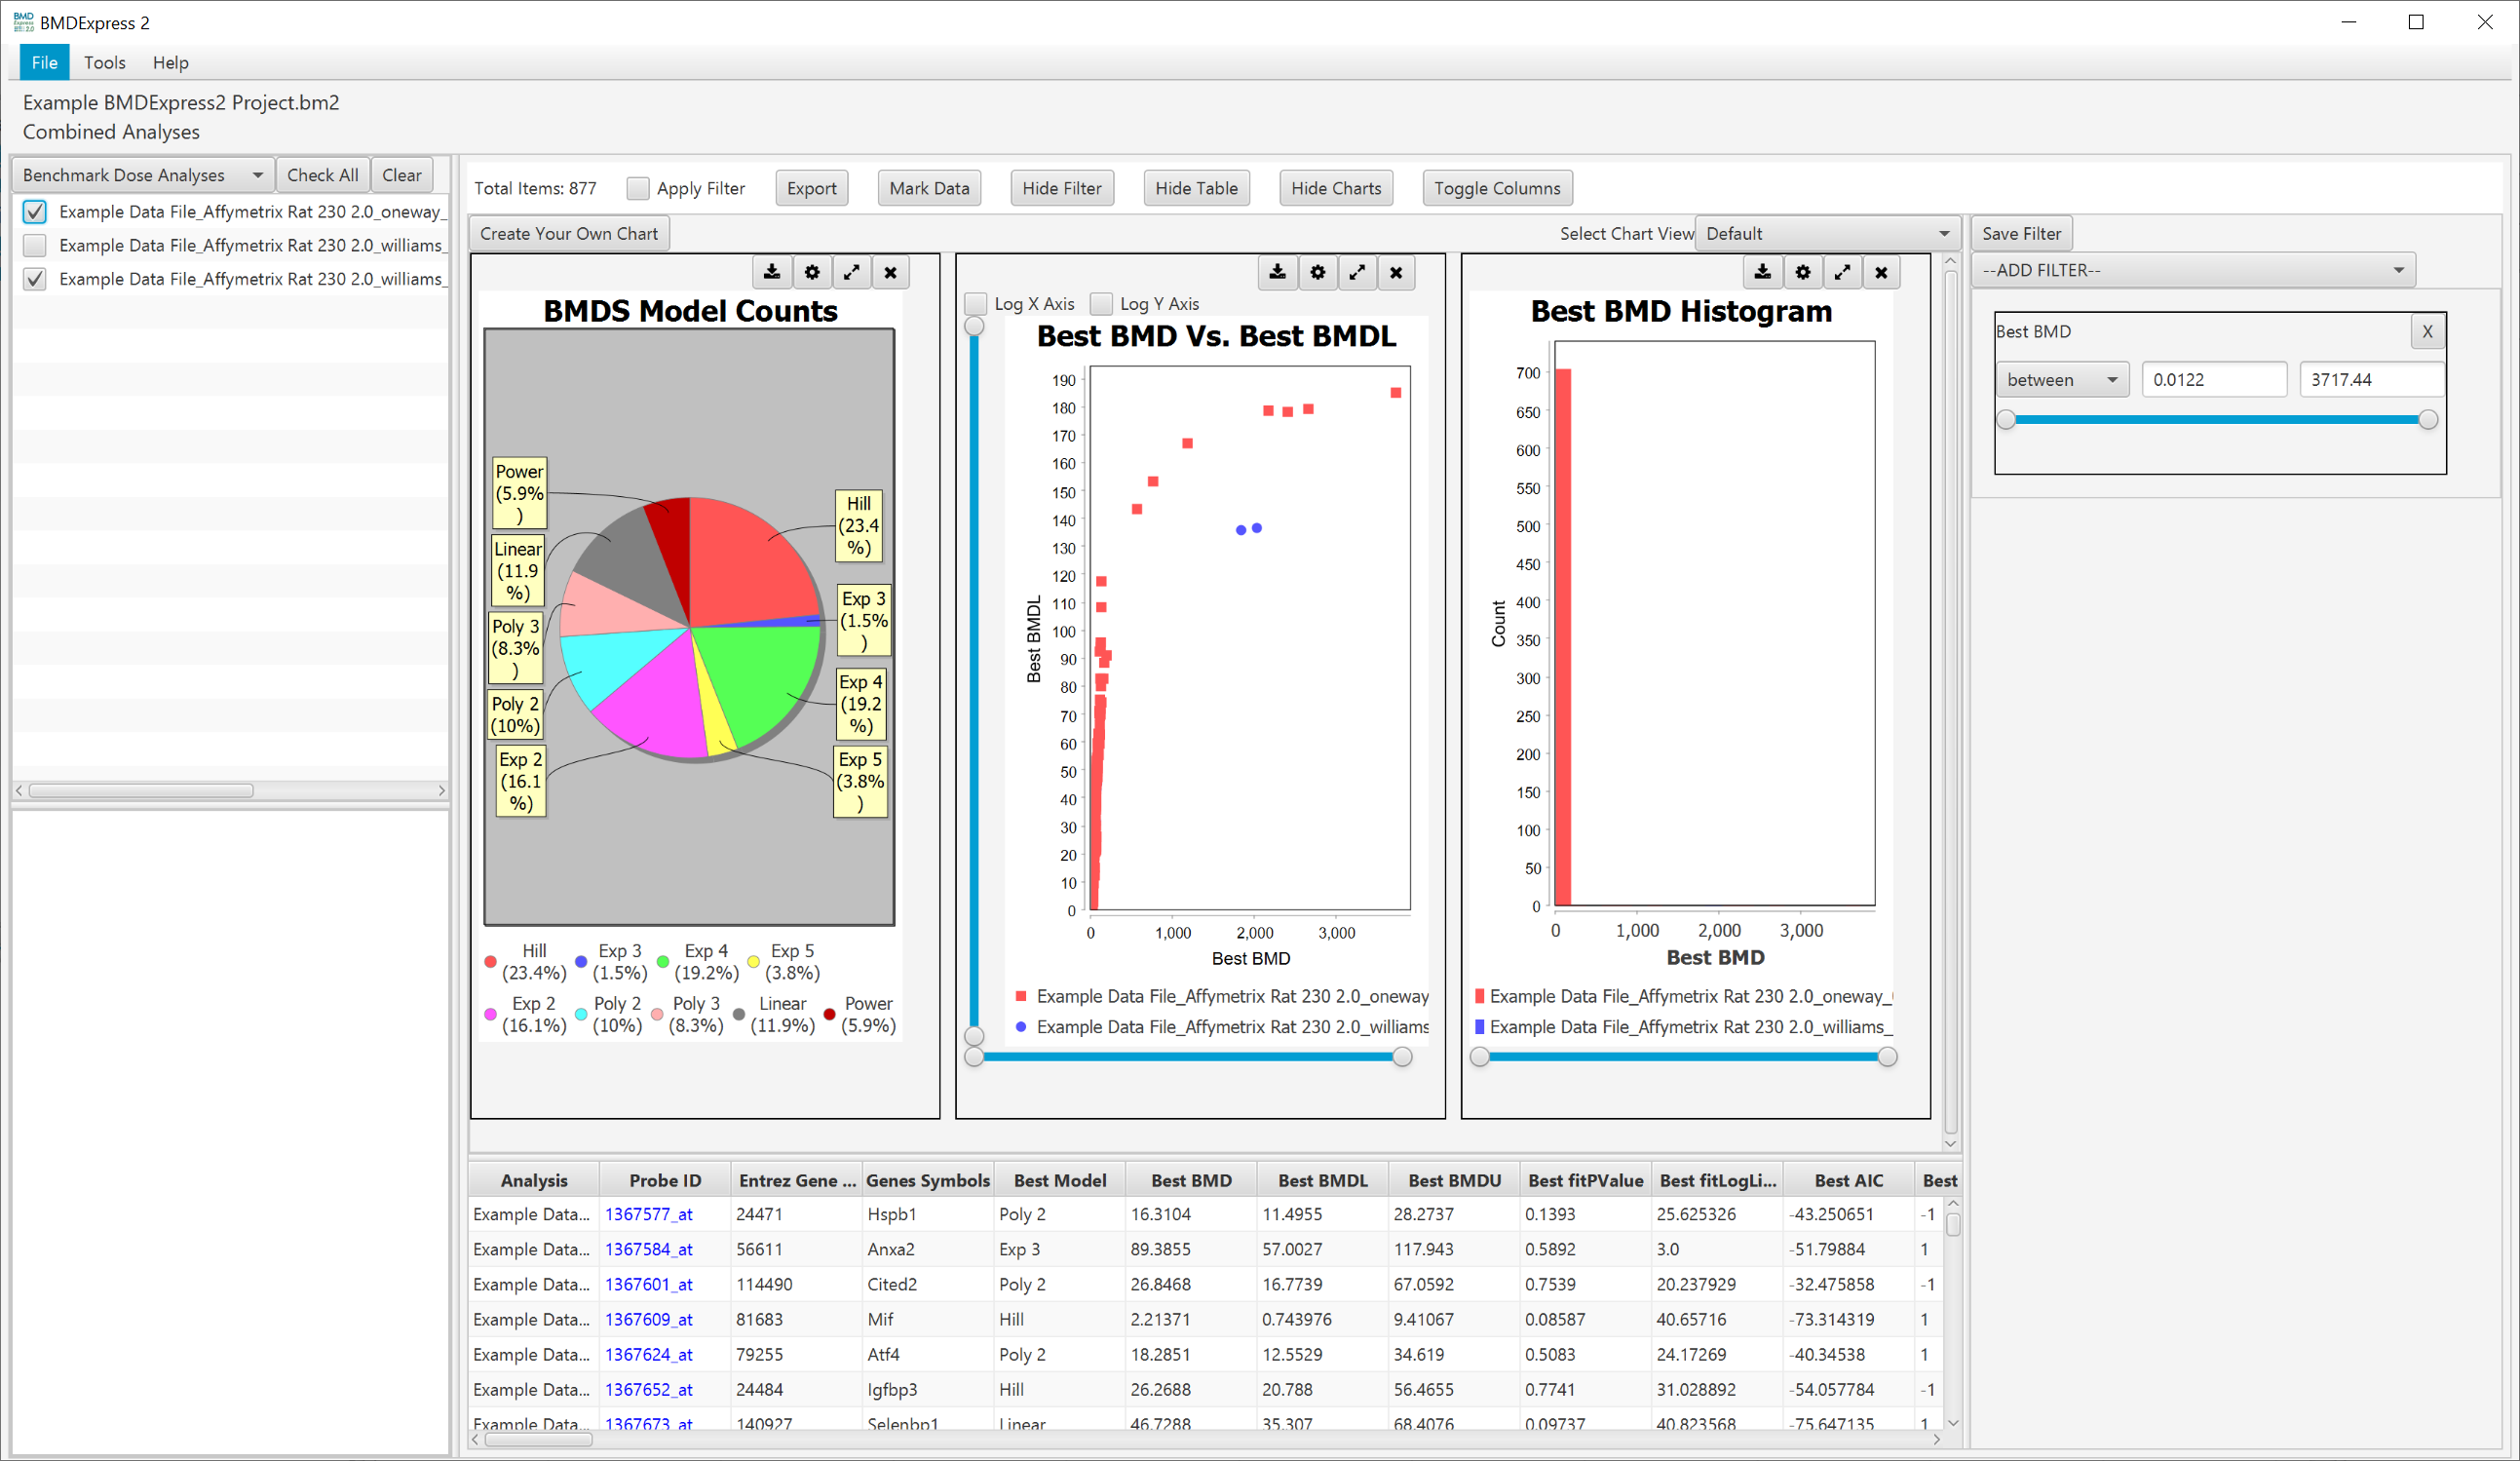 BMDExpress 2
File Tools Help
Example BMDExpress2 Project.bm2
Combined Analyses
Benchmark Dose Analyses Check All Clear
Example Data File_Affymetrix Rat 230 2.0_oneway_
Example Data File_Affymetrix Rat 230 2.0_williams_
Example Data File_Affymetrix Rat 230 2.0_williams_
Total Items: 877 Apply Filter Export Mark Data Hide Filter Hide Table Hide Charts Toggle Columns
Create Your Own Chart Select Chart View Default
BMDS Model Counts
Power
(5.9%
)
Linear
(11.9
%)
Poly 3
(8.3%
)
Poly 2
(10%)
Exp 2
(16.1
%)
Hill
(23.4
%)
Exp 3
(1.5%
)
Exp 4
(19.2
%)
Exp 5
(3.8%
)
Hill (23.4%) Exp 3 (1.5%) Exp 4 (19.2%) Exp 5 (3.8%)
Exp 2 (16.1%) Poly 2 (10%) Poly 3 (8.3%) Linear (11.9%) Power (5.9%)
Log X Axis Log Y Axis
Best BMD Vs. Best BMDL
190
180
170
160
150
140
130
120
110
100
90
80
70
60
50
40
30
20
10
0
Best BMDL
0 1,000 2,000 3,000
Best BMD
Example Data File_Affymetrix Rat 230 2.0_oneway
Example Data File_Affymetrix Rat 230 2.0_williams
Best BMD Histogram
700
650
600
550
500
450
400
350
300
250
200
150
100
50
0
Count
0 1,000 2,000 3,000
Best BMD
Example Data File_Affymetrix Rat 230 2.0_oneway_
Example Data File_Affymetrix Rat 230 2.0_williams_
Save Filter
--ADD FILTER--
Best BMD X
between 0.0122 3717.44
Analysis Probe ID Entrez Gene ... Genes Symbols Best Model Best BMD Best BMDL Best BMDU Best fitPValue Best fitLogLi... Best AIC Best
Example Data... 1367577_at 24471 Hspb1 Poly 2 16.3104 11.4955 28.2737 0.1393 25.625326 -43.250651 -1
Example Data... 1367584_at 56611 Anxa2 Exp 3 89.3855 57.0027 117.943 0.5892 3.0 -51.79884 1
Example Data... 1367601_at 114490 Cited2 Poly 2 26.8468 16.7739 67.0592 0.7539 20.237929 -32.475858 -1
Example Data... 1367609_at 81683 Mif Hill 2.21371 0.743976 9.41067 0.08587 40.65716 -73.314319 1
Example Data... 1367624_at 79255 Atf4 Poly 2 18.2851 12.5529 34.619 0.5083 24.17269 -40.34538 1
Example Data... 1367652_at 24484 Igfbp3 Hill 26.2688 20.788 56.4655 0.7741 31.028892 -54.057784 -1
Example Data... 1367673_at 140927 Selenbp1 Linear 46.7288 35.307 68.4076 0.09737 40.823568 -75.647135 1